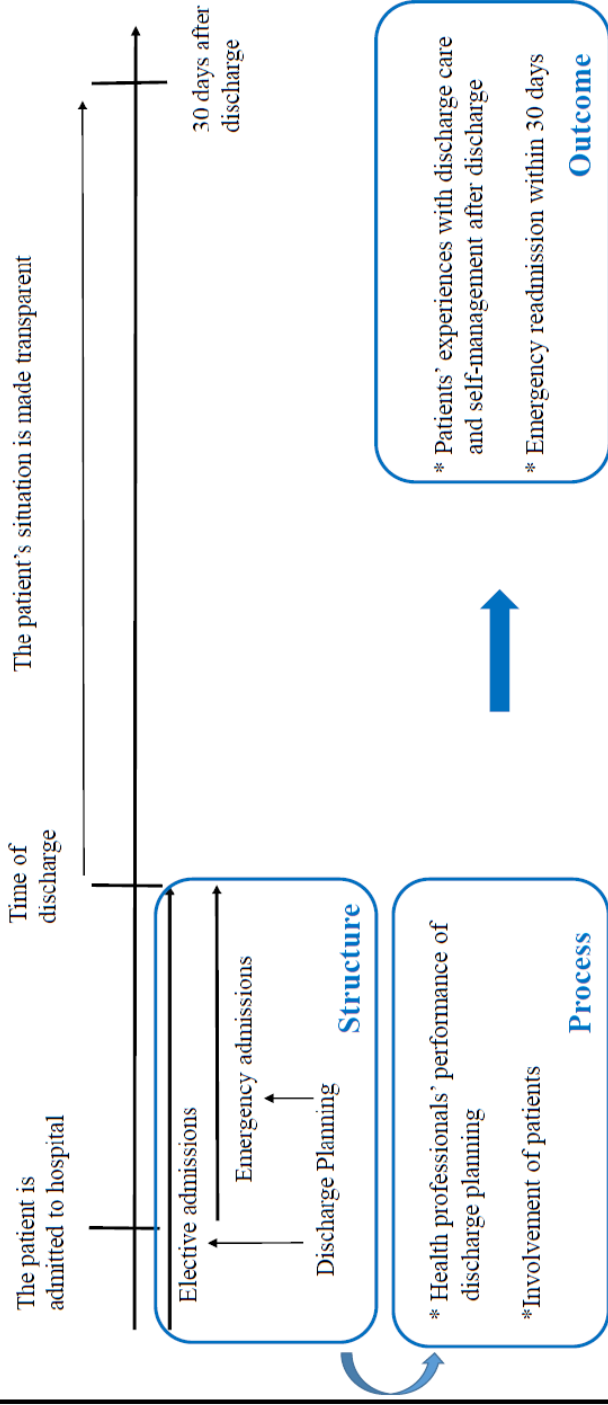 The patient is
admitted to hospital
Time of
discharge
The patient's situation is made transparent
30 days after
discharge
Elective admissions
Emergency admissions
Discharge Planning
Structure
* Health professionals' performance of
discharge planning
*Involvement of patients
Process
* Patients' experiences with discharge care
and self-management after discharge
* Emergency readmission within 30 days
Outcome